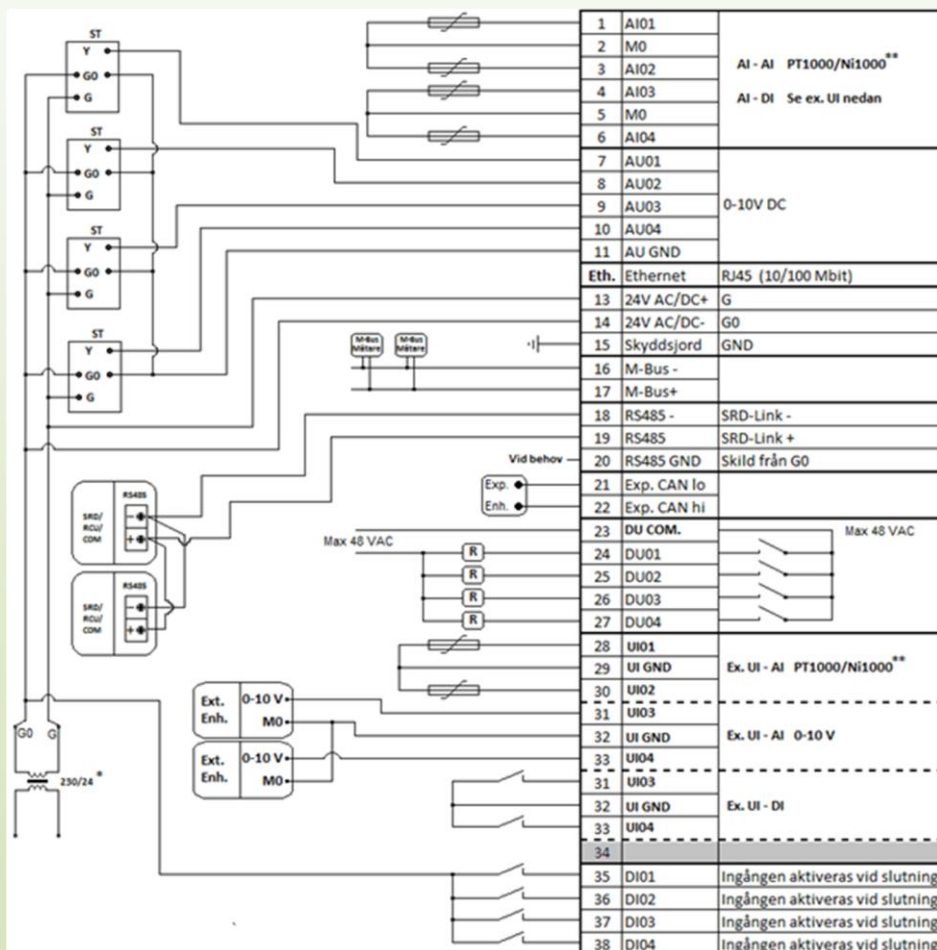 ST
Y
G0
G
ST
Y
G0
G
ST
Y
G0
G
ST
Y
G0
G
M-Bus Mätare
M-Bus Mätare
Vid behov
Exp.
Enh.
SRD/
RCU/
COM
RS485
-
+
SRD/
RCU/
COM
RS485
-
+
Max 48 VAC
R
R
R
R
Ext.
Enh.
0-10 V
M0
Ext.
Enh.
0-10 V
M0
G0 G
230/24 *
1 AI01
2 M0
3 AI02
4 AI03
5 M0
6 AI04
AI - AI PT1000/Ni1000**
AI - DI Se ex. UI nedan
7 AU01
8 AU02
9 AU03
10 AU04
11 AU GND
0-10V DC
Eth. Ethernet RJ45 (10/100 Mbit)
13 24V AC/DC+ G
14 24V AC/DC- G0
15 Skyddsjord GND
16 M-Bus -
17 M-Bus+
18 RS485 - SRD-Link -
19 RS485 SRD-Link +
20 RS485 GND Skild från G0
21 Exp. CAN lo
22 Exp. CAN hi
23 DU COM. Max 48 VAC
24 DU01
25 DU02
26 DU03
27 DU04
28 UI01
29 UI GND
30 UI02
Ex. UI - AI PT1000/Ni1000**
31 UI03
32 UI GND
33 UI04
Ex. UI - AI 0-10 V
31 UI03
32 UI GND
33 UI04
Ex. UI - DI
34
35 DI01 Ingången aktiveras vid slutning
36 DI02 Ingången aktiveras vid slutning
37 DI03 Ingången aktiveras vid slutning
38 DI04 Ingången aktiveras vid slutning